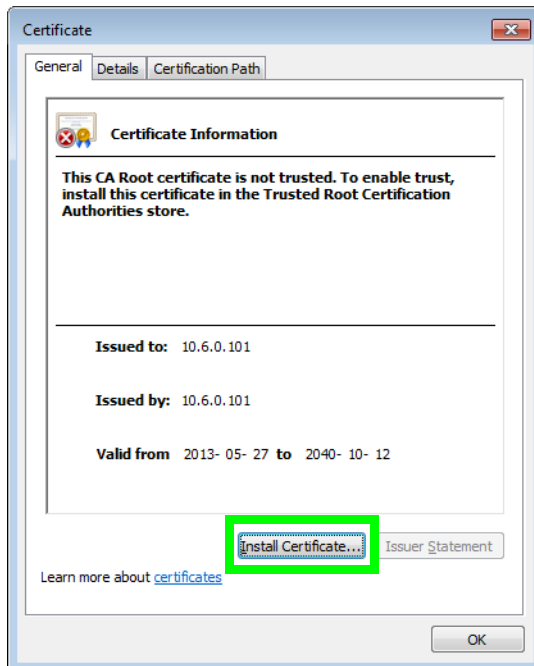 Certificate
General Details Certification Path
Certificate Information
This CA Root certificate is not trusted. To enable trust,
install this certificate in the Trusted Root Certification
Authorities store.
Issued to: 10.6.0.101
Issued by: 10.6.0.101
Valid from 2013- 05- 27 to 2040- 10- 12
Install Certificate... Issuer Statement
Learn more about certificates
OK